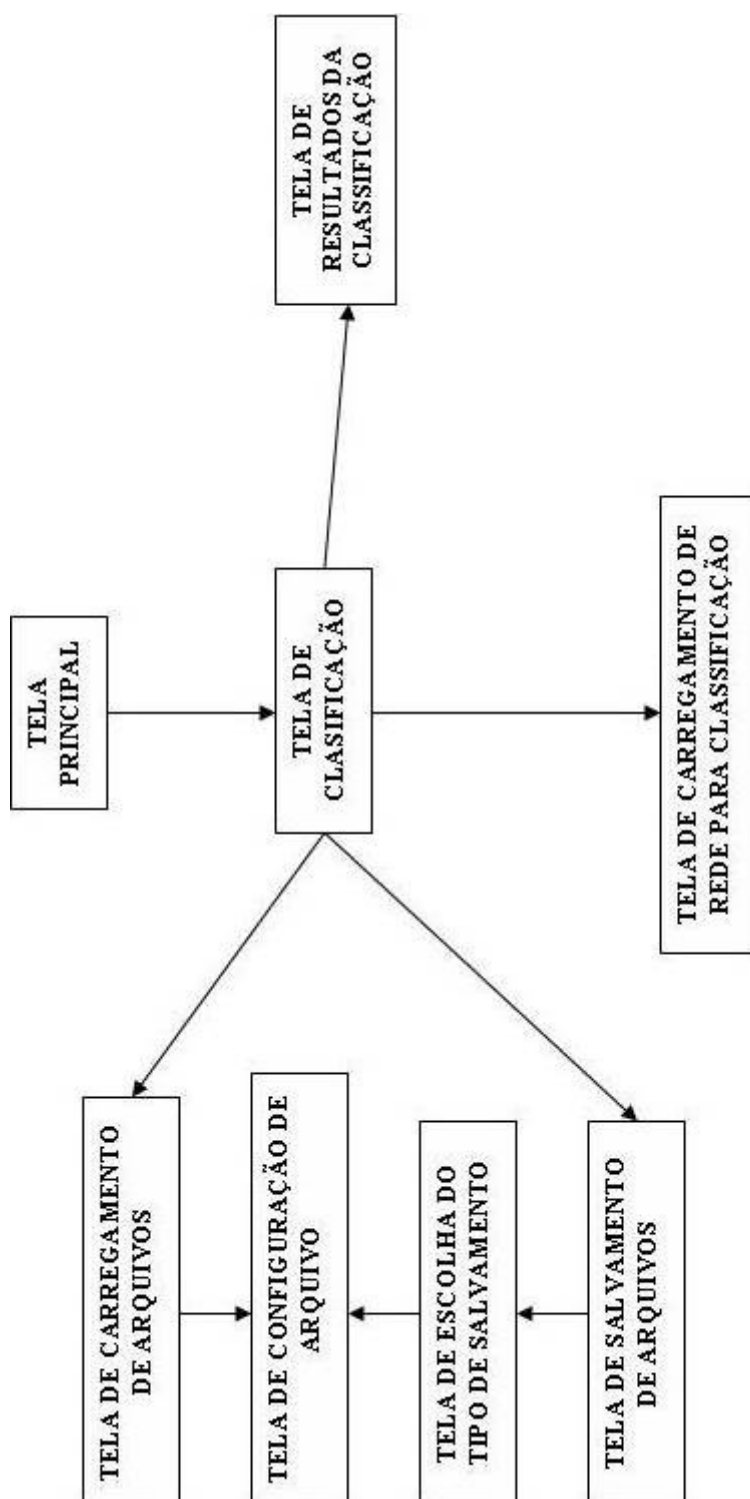 TELA
PRINCIPAL
TELA DE CARREGAMENTO
DE ARQUIVOS
TELA DE CONFIGURAÇÃO DE
ARQUIVO
TELA DE ESCOLHA DO
TIPO DE SALVAMENTO
TELA DE SALVAMENTO
DE ARQUIVOS
TELA DE
CLASIFICAÇÃO
TELA DE
RESULTADOS DA
CLASSIFICAÇÃO
TELA DE CARREGAMENTO DE
REDE PARA CLASSIFICAÇÃO